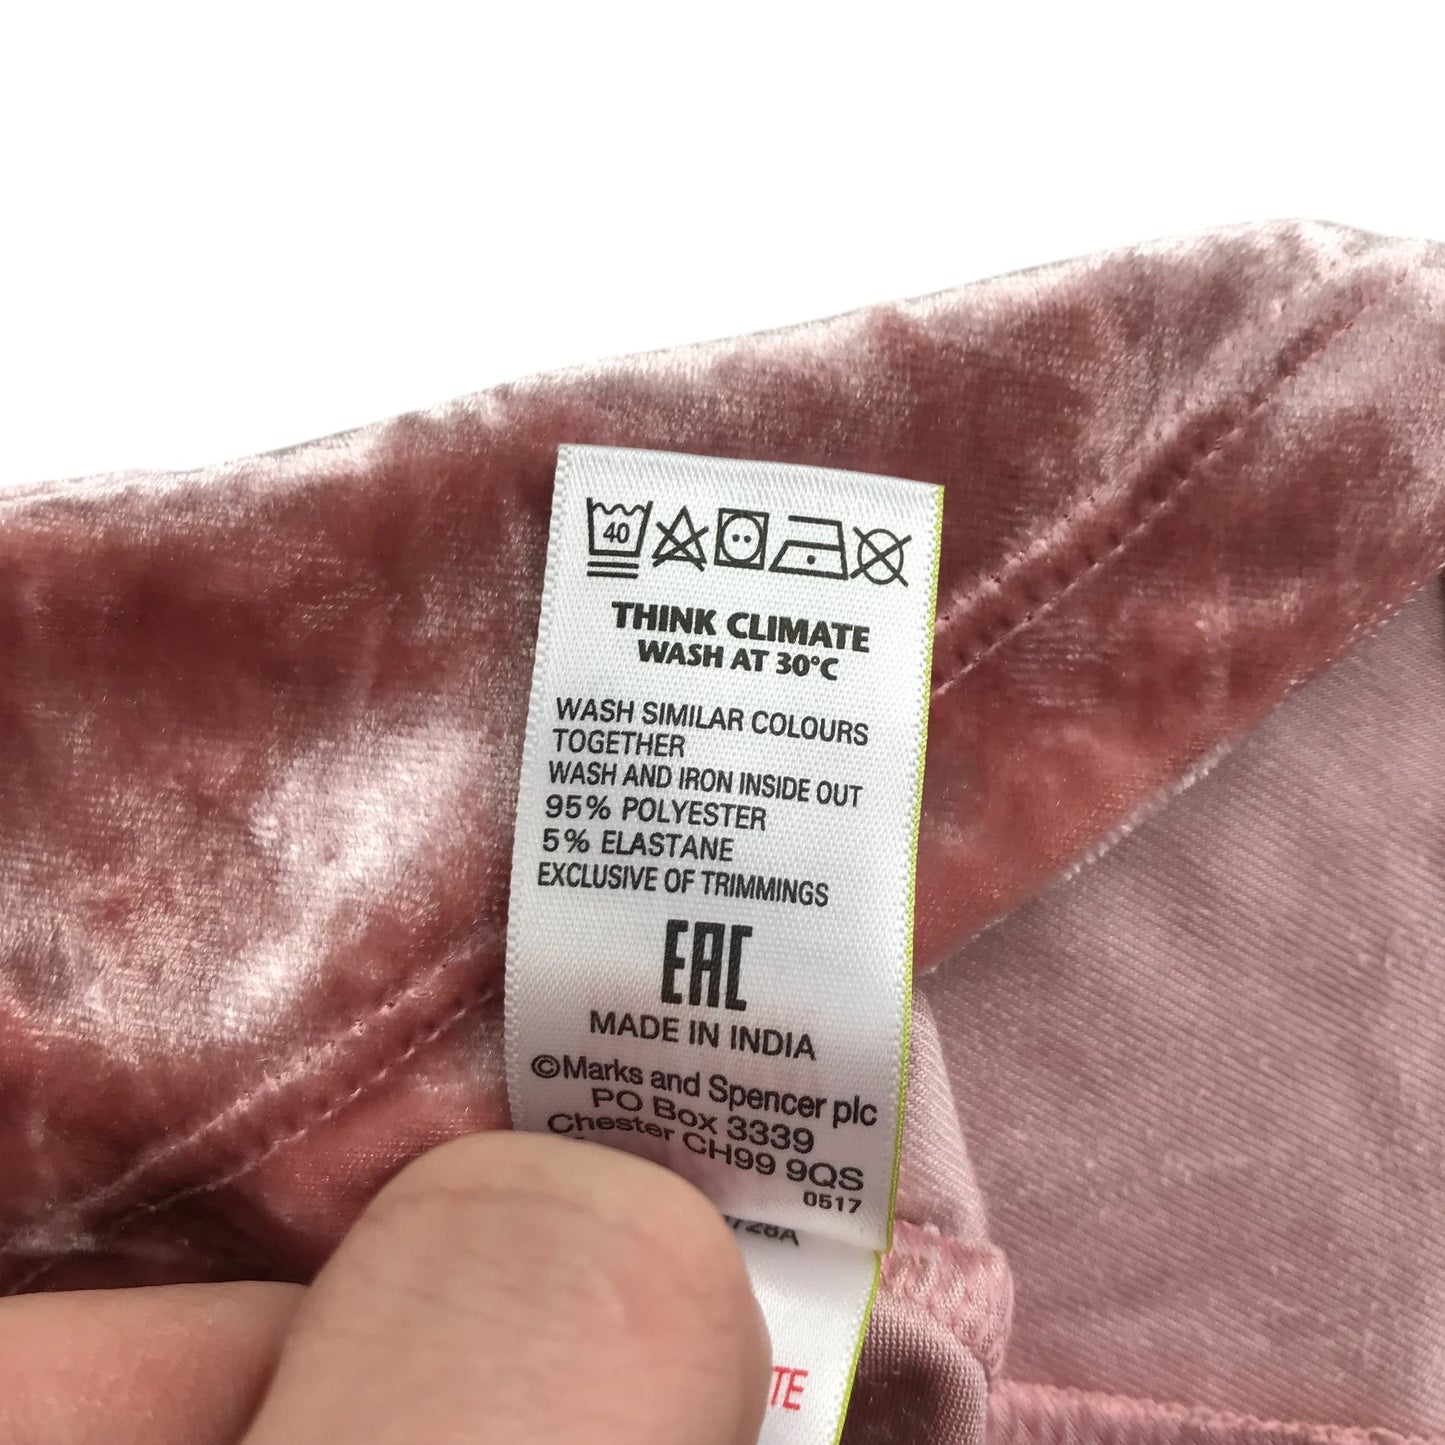 40
THINK CLIMATE
WASH AT 30°C
WASH SIMILAR COLOURS
TOGETHER
WASH AND IRON INSIDE OUT
95% POLYESTER
5% ELASTANE
EXCLUSIVE OF TRIMMINGS
EAC
MADE IN INDIA
©Marks and Spencer plc
PO Box 3339
Chester CH99 9QS
0517